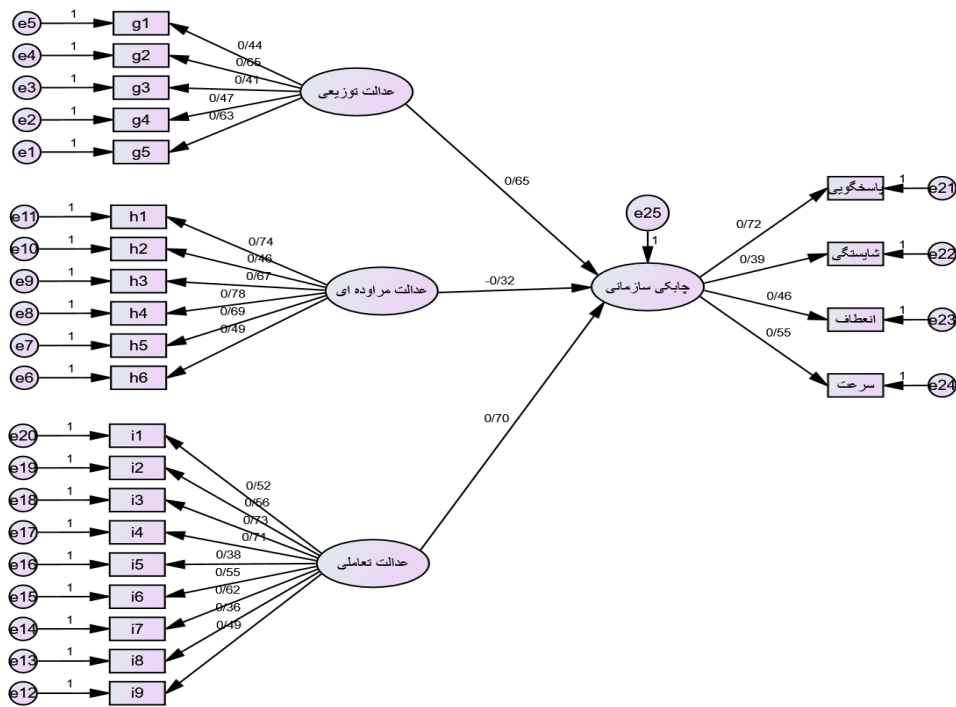 e5 1 g1
e4 1 g2
e3 1 g3
e2 1 g4
e1 1 g5
0/44
0/65
0/41
0/47
0/63
عدالت توزیعی
0/65
e11 1 h1
e10 1 h2
e9 1 h3
e8 1 h4
e7 1 h5
e6 1 h6
0/74
0/46
0/67
0/78
0/69
0/49
عدالت مراوده ای
-0/32
e20 1 i1
e19 1 i2
e18 1 i3
e17 1 i4
e16 1 i5
e15 1 i6
e14 1 i7
e13 1 i8
e12 1 i9
0/52
0/56
0/73
0/71
0/38
0/55
0/62
0/36
0/49
عدالت تعاملی
0/70
e25
1
چابکی سازمانی
0/72
0/39
0/46
0/55
پاسخگویی 1 e21
شایستگی 1 e22
انعطاف 1 e23
سرعت 1 e24